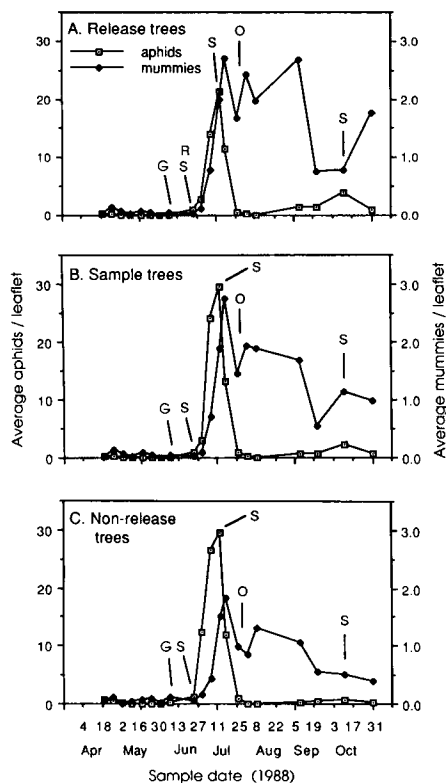 A. Release trees
aphids
mummies
S
O
R
G S
S
30
20
10
0
3.0
2.0
1.0
0.0
B. Sample trees
S
O
G S
S
30
20
10
0
3.0
2.0
1.0
0.0
C. Non-release
trees
S
O
G S
S
30
20
10
0
3.0
2.0
1.0
0.0
Average aphids / leaflet
Average mummies / leaflet
4 18 2 16 30 13 27 11 25 8 22 5 19 3 17 31
Apr May Jun Jul Aug Sep Oct
Sample date (1988)